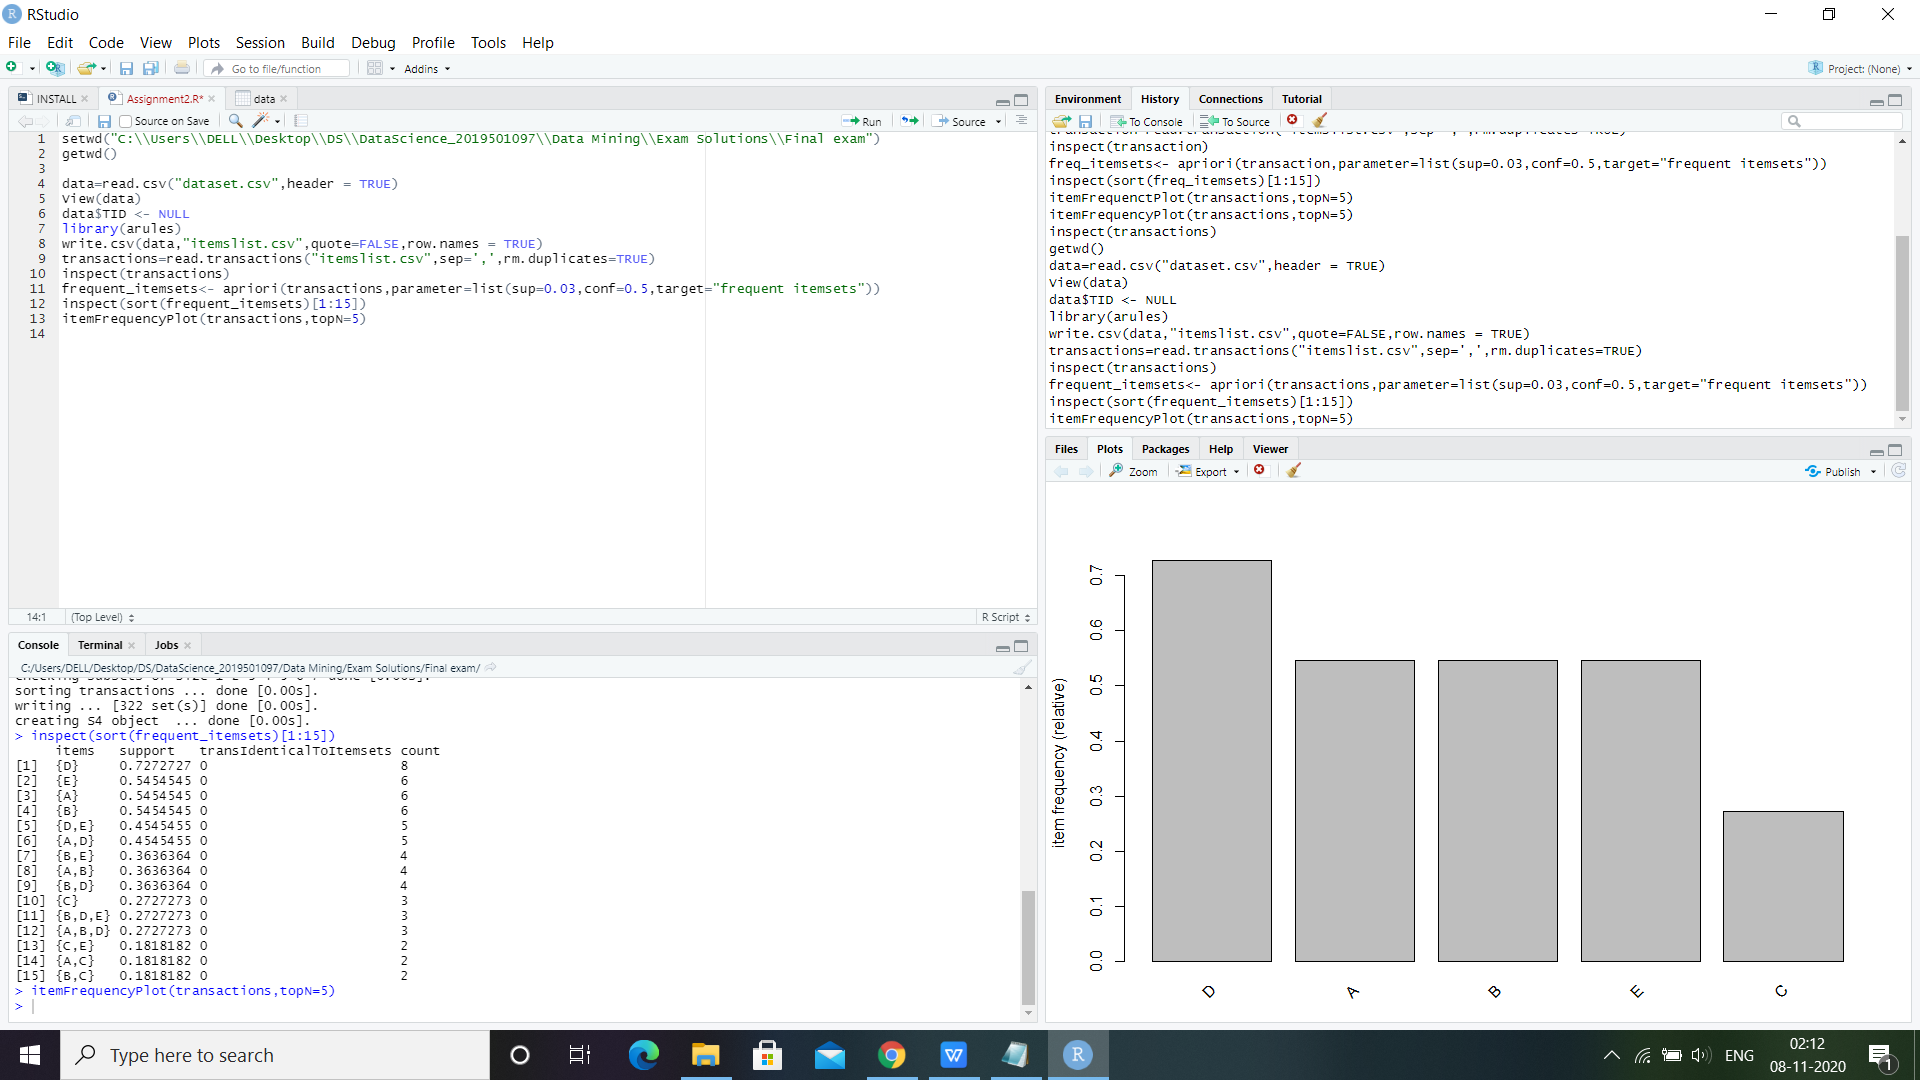 RStudio
File Edit Code View Plots Session Build Debug Profile Tools Help
Go to file/function Addins Project: (None)
INSTALL Assignment2.R* data
Source on Save Run Source
1 setwd("C:\\Users\\DELL\\Desktop\\DS\\DataScience_2019501097\\Data Mining\\Exam Solutions\\Final exam")
2 getwd()
3
4 data=read.csv("dataset.csv",header = TRUE)
5 View(data)
6 data$TID <- NULL
7 library(arules)
8 write.csv(data,"itemslist.csv",quote=FALSE,row.names = TRUE)
9 transactions=read.transactions("itemslist.csv",sep=',',rm.duplicates=TRUE)
10 inspect(transactions)
11 frequent_itemsets<- apriori(transactions,parameter=list(sup=0.03,conf=0.5,target="frequent itemsets"))
12 inspect(sort(frequent_itemsets)[1:15])
13 itemFrequencyPlot(transactions,topN=5)
14
14:1 (Top Level) R Script
Console Terminal Jobs
C:/Users/DELL/Desktop/DS/DataScience_2019501097/Data Mining/Exam Solutions/Final exam/
sorting transactions ... done [0.00s].
writing ... [322 set(s)] done [0.00s].
creating S4 object  ... done [0.00s].
> inspect(sort(frequent_itemsets)[1:15])
items support transIdenticalToItemsets count
[1] {D} 0.7272727 0 8
[2] {E} 0.5454545 0 6
[3] {A} 0.5454545 0 6
[4] {B} 0.5454545 0 6
[5] {D,E} 0.4545455 0 5
[6] {A,D} 0.4545455 0 5
[7] {B,E} 0.3636364 0 4
[8] {A,B} 0.3636364 0 4
[9] {B,D} 0.3636364 0 4
[10] {C} 0.2727273 0 3
[11] {B,D,E} 0.2727273 0 3
[12] {A,B,D} 0.2727273 0 3
[13] {C,E} 0.1818182 0 2
[14] {A,C} 0.1818182 0 2
[15] {B,C} 0.1818182 0 2
> itemFrequencyPlot(transactions,topN=5)
>
Environment History Connections Tutorial
To Console To Source
inspect(transaction)
freq_itemsets<- apriori(transaction,parameter=list(sup=0.03,conf=0.5,target="frequent itemsets"))
inspect(sort(freq_itemsets)[1:15])
itemFrequenctPlot(transactions,topN=5)
itemFrequencyPlot(transactions,topN=5)
inspect(transactions)
getwd()
data=read.csv("dataset.csv",header = TRUE)
View(data)
data$TID <- NULL
library(arules)
write.csv(data,"itemslist.csv",quote=FALSE,row.names = TRUE)
transactions=read.transactions("itemslist.csv",sep=',',rm.duplicates=TRUE)
inspect(transactions)
frequent_itemsets<- apriori(transactions,parameter=list(sup=0.03,conf=0.5,target="frequent itemsets"))
inspect(sort(frequent_itemsets)[1:15])
itemFrequencyPlot(transactions,topN=5)
Files Plots Packages Help Viewer
Zoom Export Publish
item frequency (relative)
0.7
0.6
0.5
0.4
0.3
0.2
0.1
0.0
D A B E C
Type here to search
ENG
02:12
08-11-2020
1